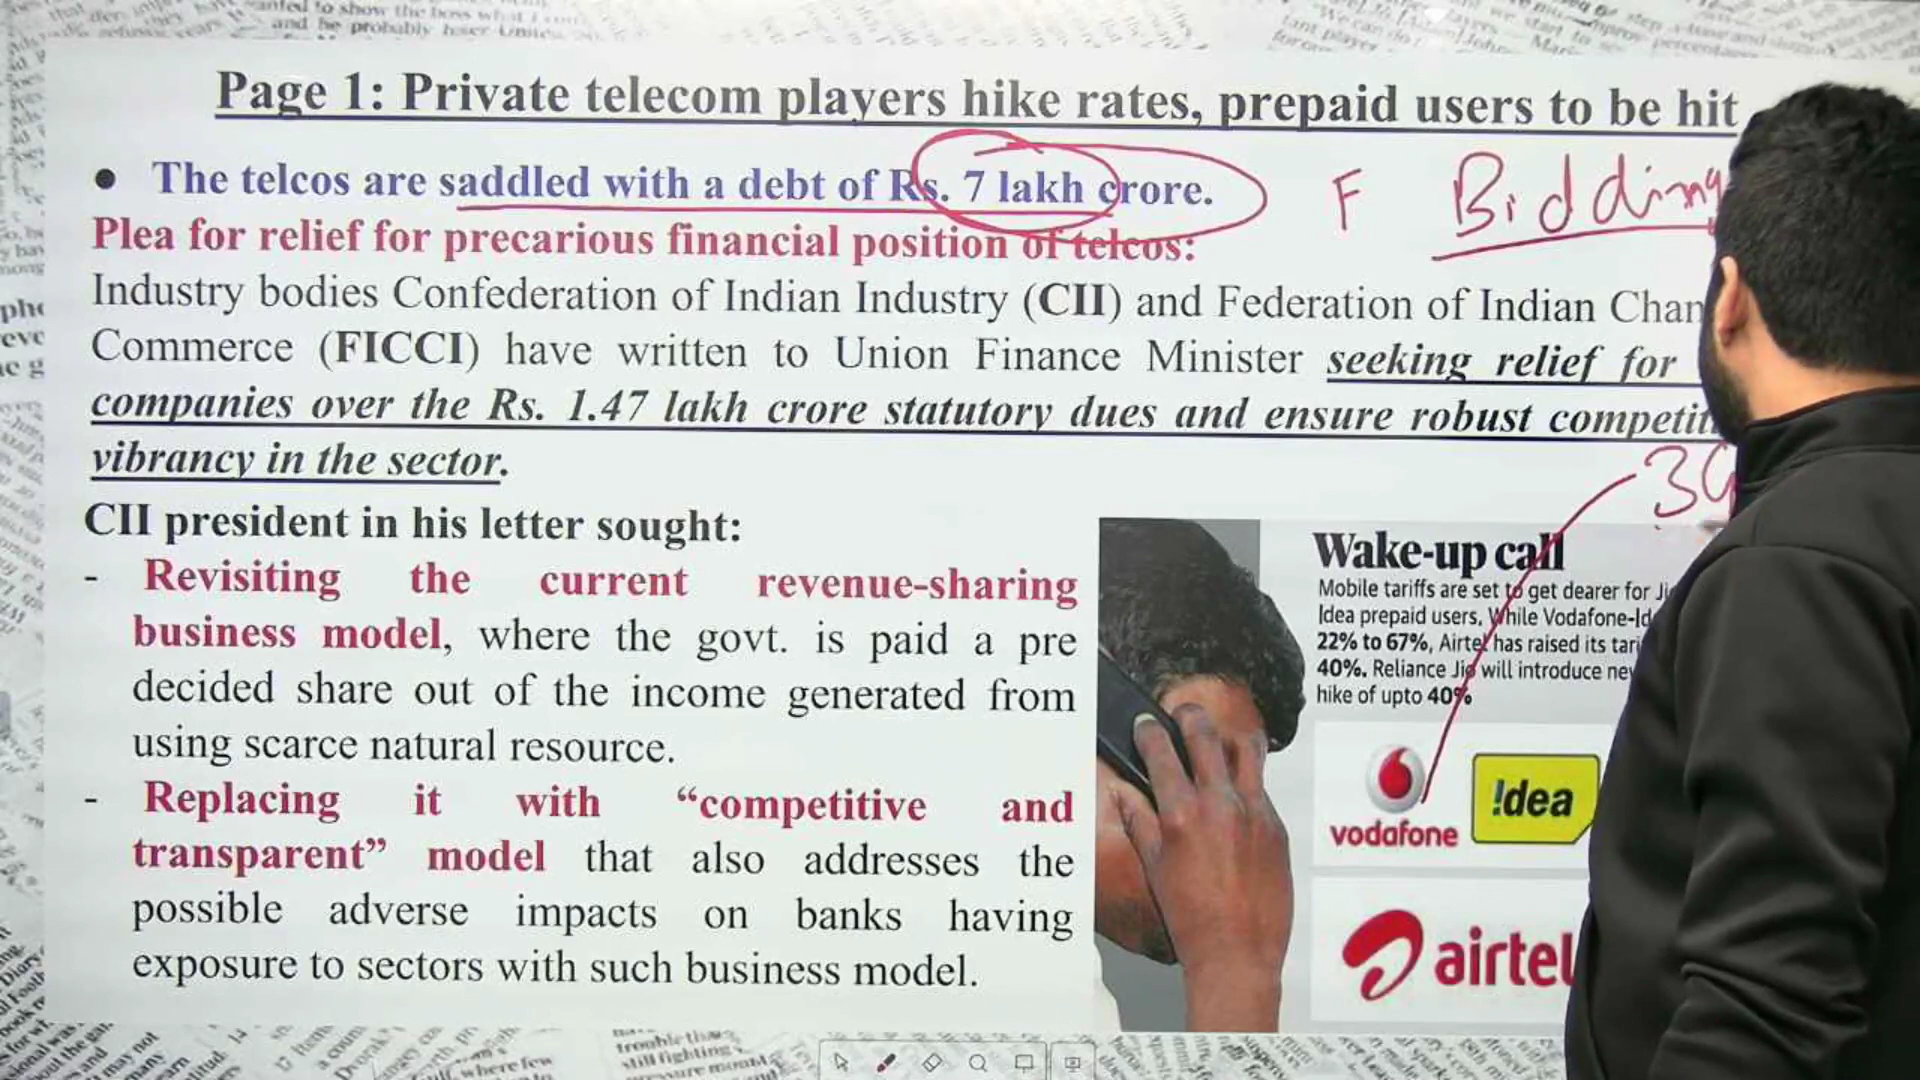 Page 1: Private telecom players hike rates, prepaid users to be hit
● The telcos are saddled with a debt of Rs. 7 lakh crore.
F Bidding
Plea for relief for precarious financial position of telcos:
Industry bodies Confederation of Indian Industry (CII) and Federation of Indian
Commerce (FICCI) have written to Union Finance Minister seeking relief for
companies over the Rs. 1.47 lakh crore statutory dues and ensure robust
vibrancy in the sector.
CII president in his letter sought:
- Revisiting the current revenue-sharing
business model, where the govt. is paid a pre
decided share out of the income generated from
using scarce natural resource.
- Replacing it with “competitive and
transparent” model that also addresses the
possible adverse impacts on banks having
exposure to sectors with such business model.
Wake-up call
Mobile tariffs are set to get dearer for
Idea prepaid users. While
22% to 67%, Airtel has raised its
40%. Reliance Jio will introduce
hike of upto 40%
vodafone
!dea
airtel